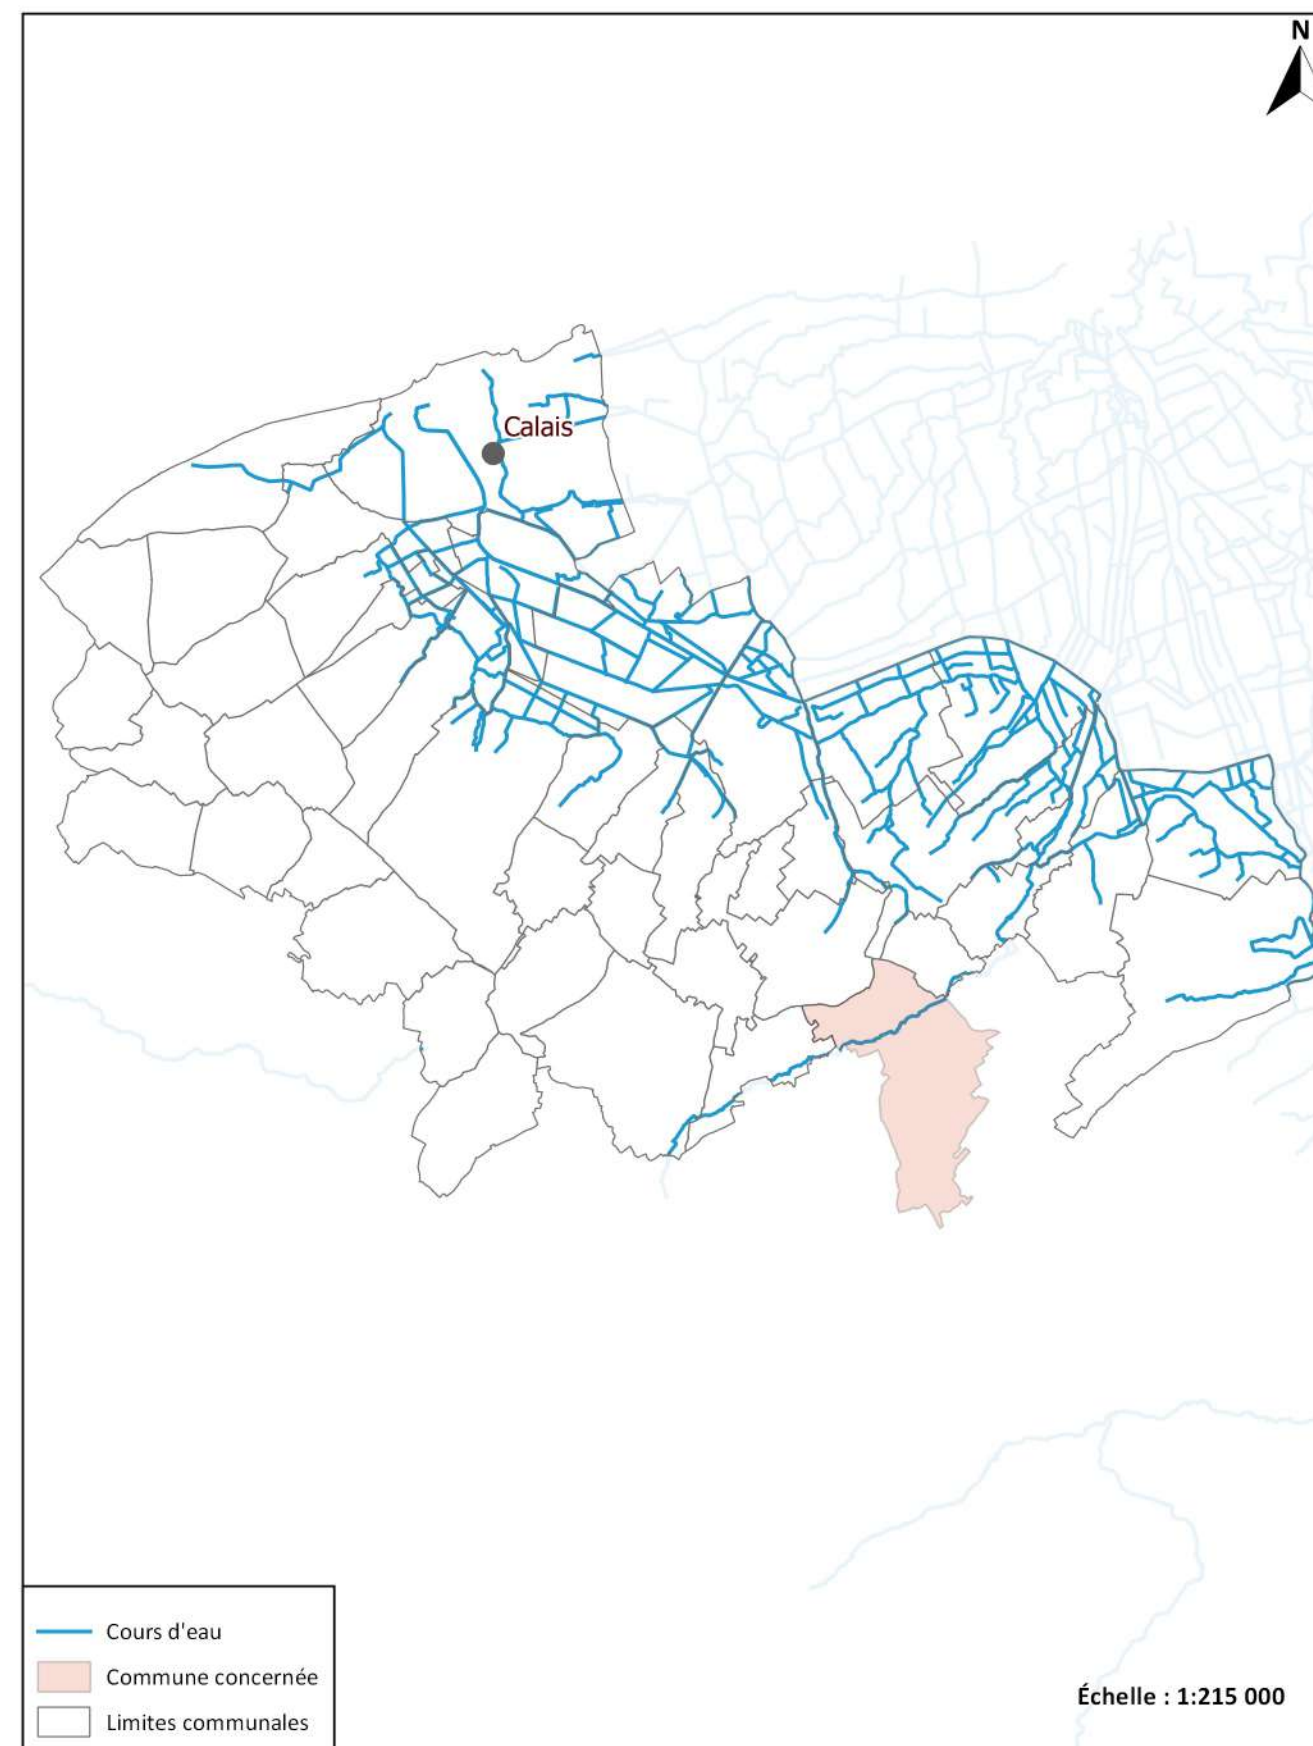 N
Calais
Cours d'eau
Commune concernée
Limites communales
Échelle : 1:215 000